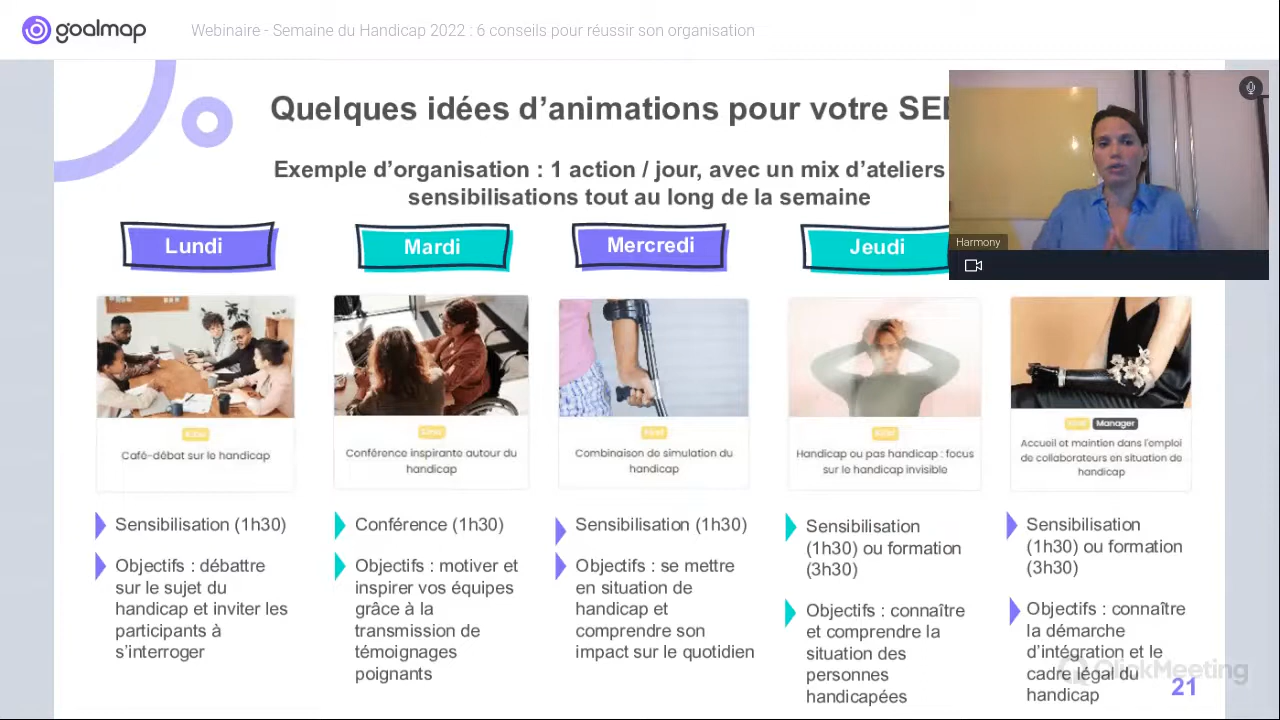 goalmap
Webinaire - Semaine du Handicap 2022 : 6 conseils pour réussir son organisation
Quelques idées d’animations pour votre
Exemple d’organisation : 1 action / jour, avec un mix d’ateliers
sensibilisations tout au long de la semaine
Harmony
Lundi
Mardi
Mercredi
Jeudi
Café-débat sur le handicap
Sensibilisation (1h30)
Objectifs : débattre
sur le sujet du
handicap et inviter les
participants à
s’interroger
Conférence inspirante autour du
handicap
Conférence (1h30)
Objectifs : motiver et
inspirer vos équipes
grâce à la
transmission de
témoignages
poignants
Combinaison de simulation du
handicap
Sensibilisation (1h30)
Objectifs : se mettre
en situation de
handicap et
comprendre son
impact sur le quotidien
Handicap ou pas handicap : focus
sur le handicap invisible
Sensibilisation
(1h30) ou formation
(3h30)
Objectifs : connaître
et comprendre la
situation des
personnes
handicapées
Manager
Accueil et maintien dans l'emploi
de collaborateurs en situation de
handicap
Sensibilisation
(1h30) ou formation
(3h30)
Objectifs : connaître
la démarche
d’intégration et le
cadre légal du
handicap
ClickMeeting
21